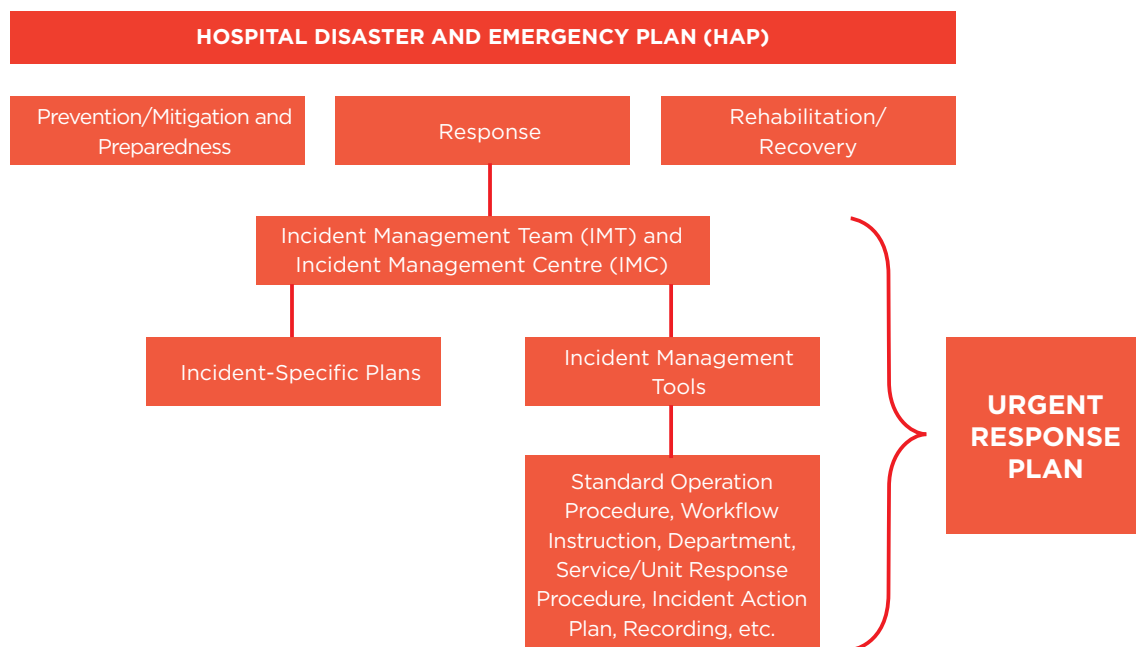 HOSPITAL DISASTER AND EMERGENCY PLAN (HAP)
Prevention/Mitigation and
Preparedness
Response
Rehabilitation/
Recovery
Incident Management Team (IMT) and
Incident Management Centre (IMC)
Incident-Specific Plans
Incident Management
Tools
Standard Operation
Procedure, Workflow
Instruction, Department,
Service/Unit Response
Procedure, Incident Action
Plan, Recording, etc.
URGENT
RESPONSE
PLAN